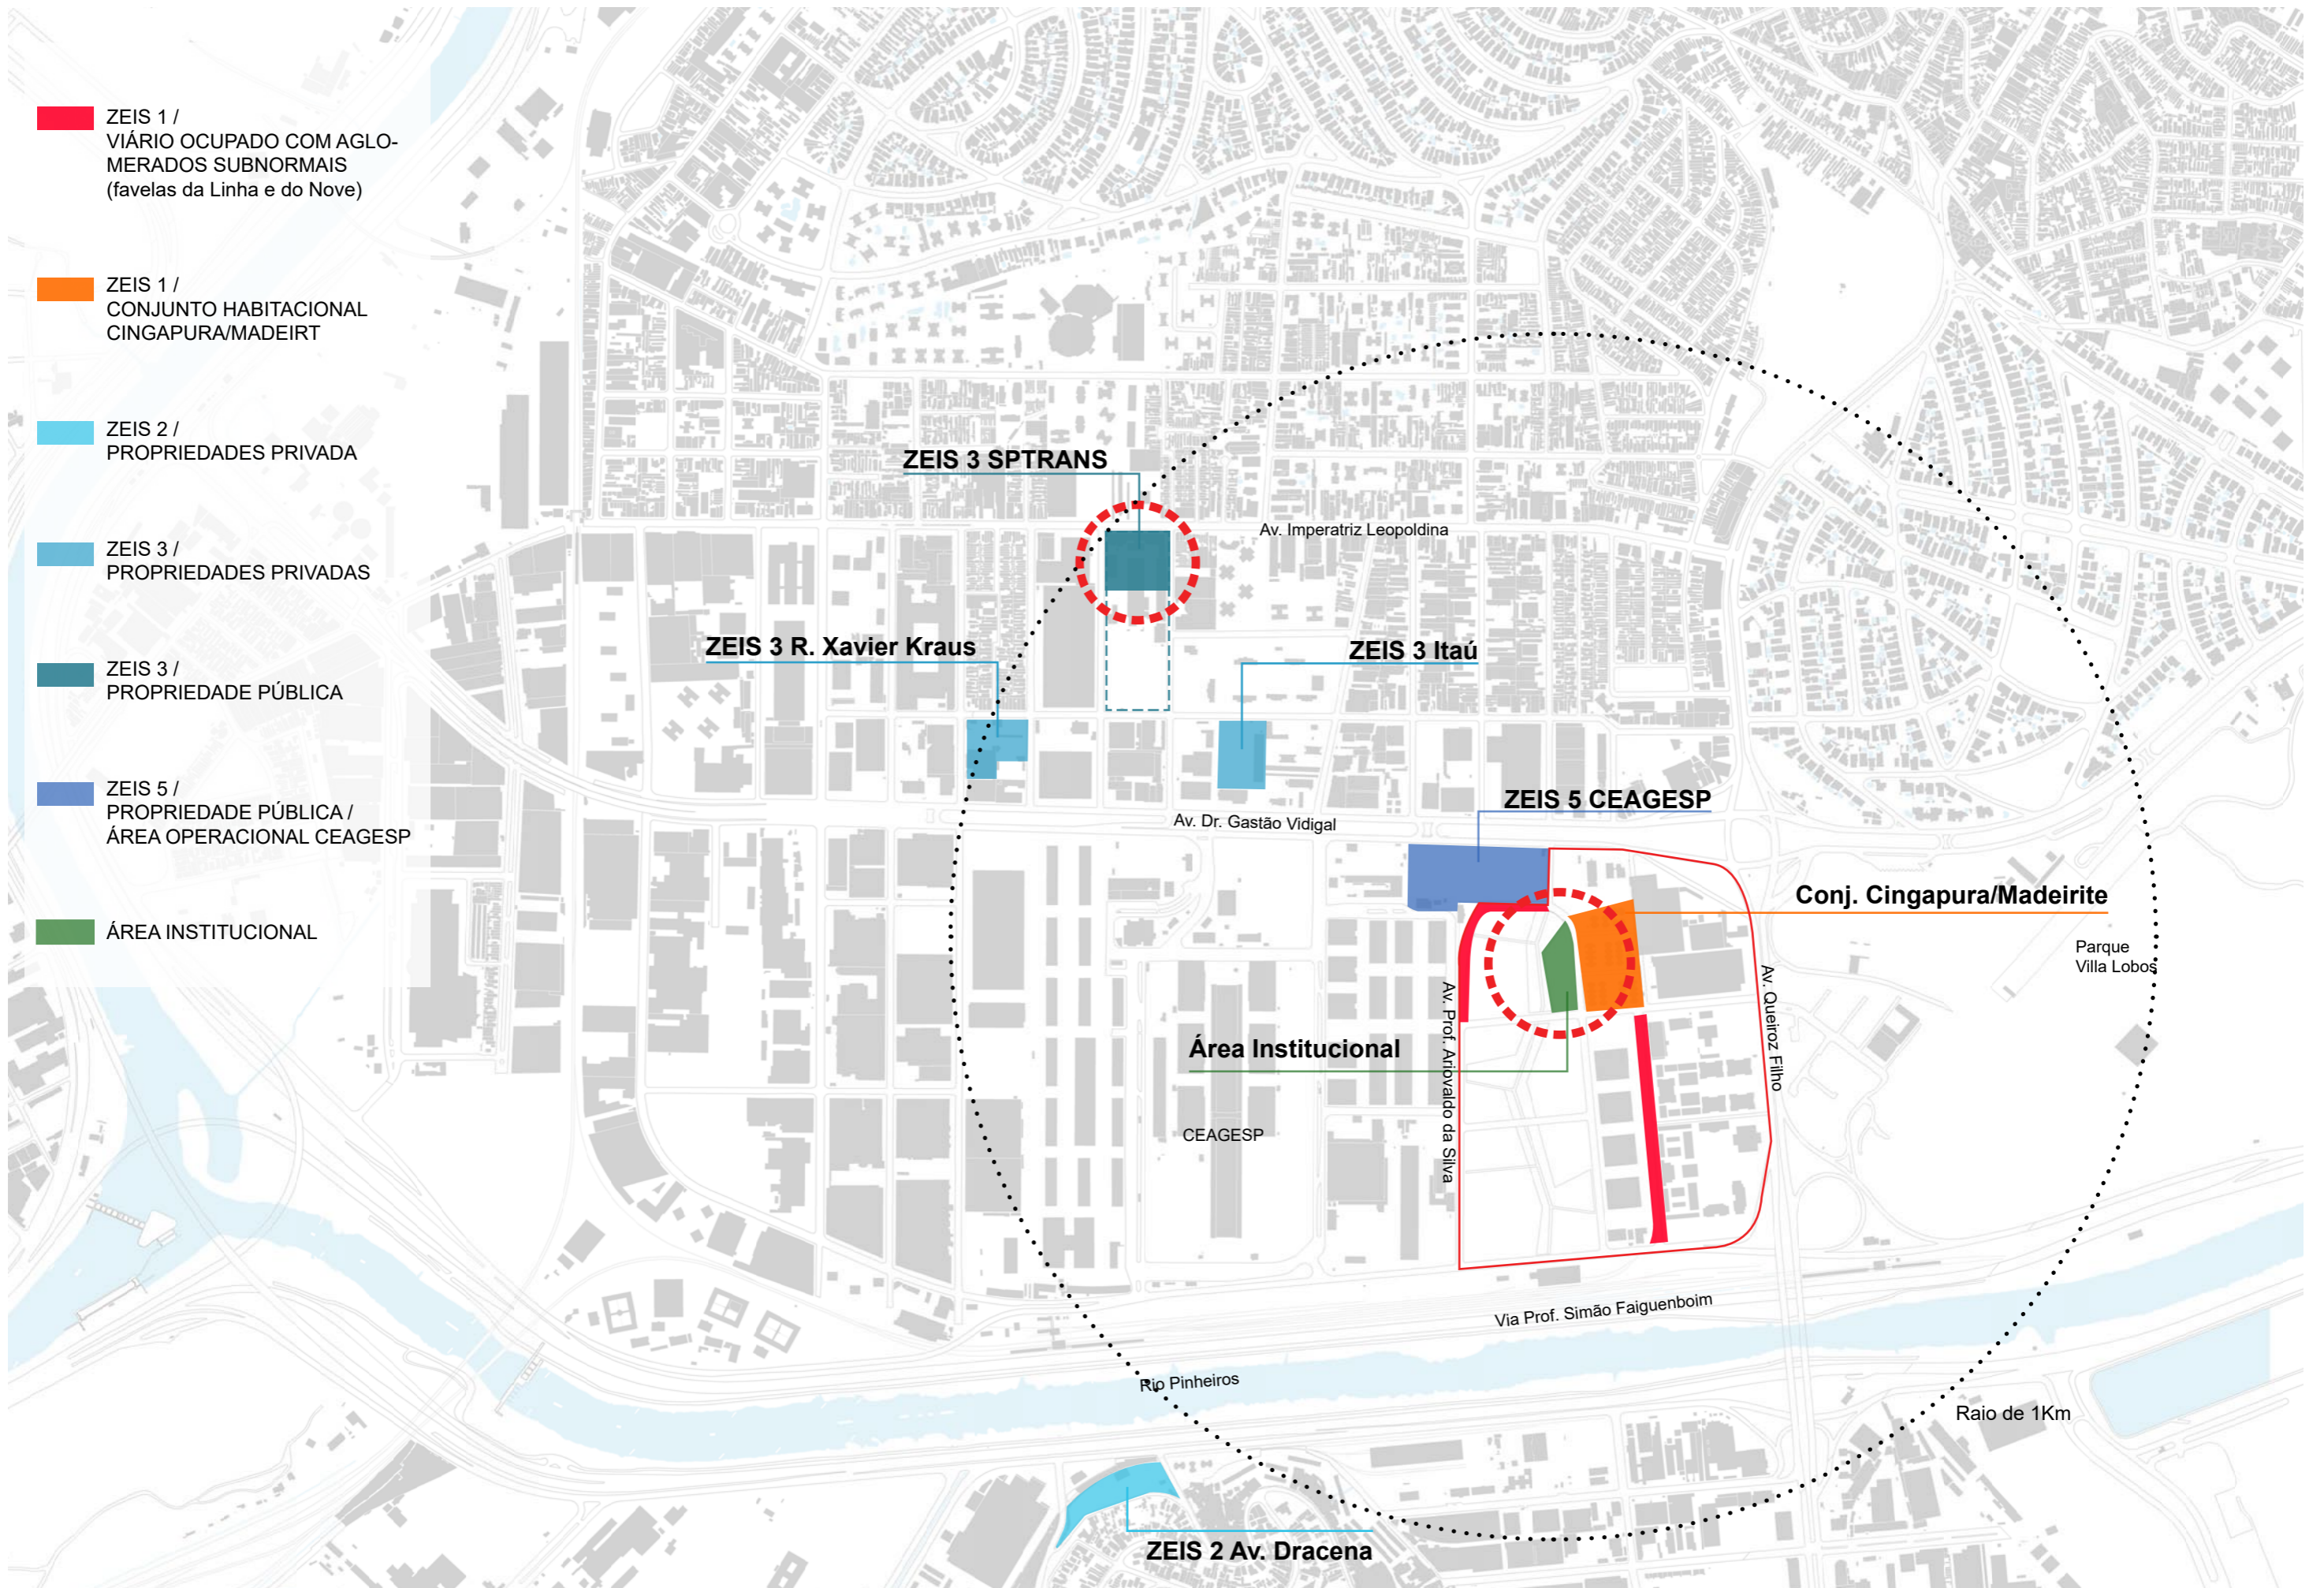 ZEIS 1 /
VIÁRIO OCUPADO COM AGLO-
MERADOS SUBNORMAIS
(favelas da Linha e do Nove)
ZEIS 1 /
CONJUNTO HABITACIONAL
CINGAPURA/MADEIRT
ZEIS 2 /
PROPRIEDADES PRIVADA
ZEIS 3 /
PROPRIEDADES PRIVADAS
ZEIS 3 /
PROPRIEDADE PÚBLICA
ZEIS 5 /
PROPRIEDADE PÚBLICA /
ÁREA OPERACIONAL CEAGESP
ÁREA INSTITUCIONAL
ZEIS 3 SPTRANS
Av. Imperatriz Leopoldina
ZEIS 3 R. Xavier Kraus
ZEIS 3 Itaú
ZEIS 5 CEAGESP
Av. Dr. Gastão Vidigal
Conj. Cingapura/Madeirite
Parque
Villa Lobos
Av. Queiroz Filho
Av. Prof. Ariovaldo da Silva
Área Institucional
CEAGESP
Via Prof. Simão Faiguenboim
Rio Pinheiros
Raio de 1Km
ZEIS 2 Av. Dracena